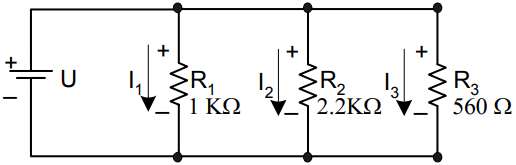 + + + +
U I₁ R₁ I₂ R₂ I₃ R₃
1 KΩ 2.2KΩ 560 Ω
– – – –